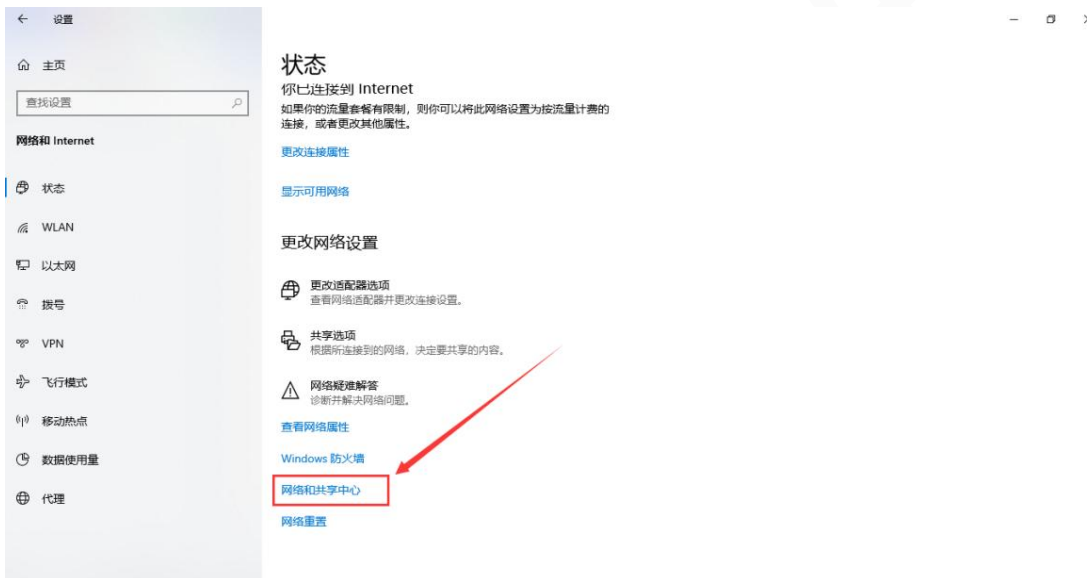 设置
主页
查找设置
网络和 Internet
状态
WLAN
以太网
拨号
VPN
飞行模式
移动热点
数据使用量
代理
状态
你已连接到 Internet
如果你的流量套餐有限制，则你可以将此网络设置为按流量计费的
连接，或者更改其他属性。
更改连接属性
显示可用网络
更改网络设置
更改适配器选项
查看网络适配器并更改连接设置。
共享选项
根据所连接到的网络，决定要共享的内容。
网络疑难解答
诊断并解决网络问题。
查看网络属性
Windows 防火墙
网络和共享中心
网络重置